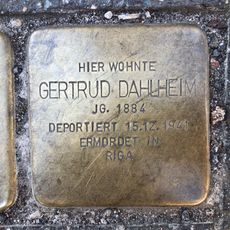 HIER WOHNTE
GERTRUD DAHLHEIM
JG. 1884
DEPORTIERT 15.12.1941
ERMORDET IN
RIGA